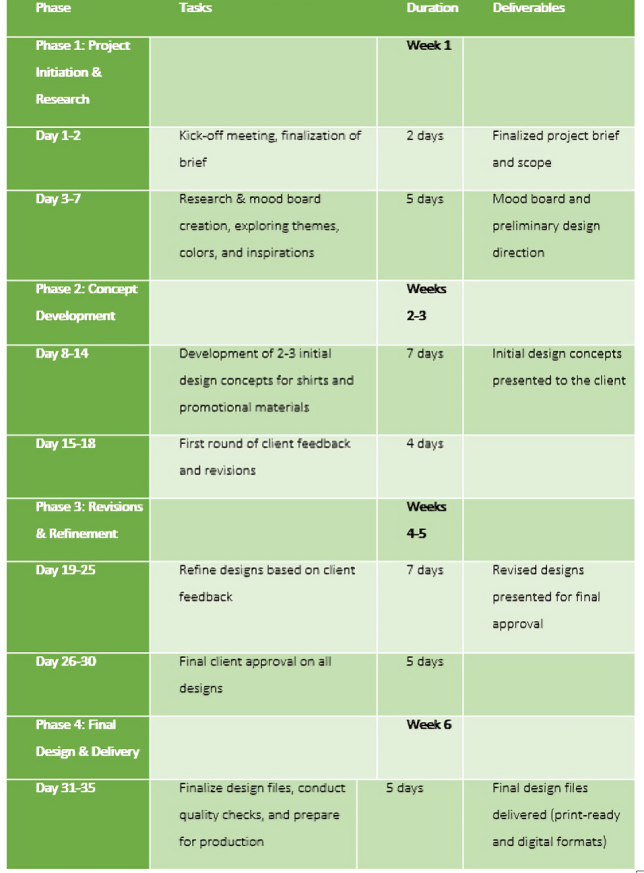 Phase Tasks Duration Deliverables
Phase 1: Project Week 1
Initiation &
Research
Day 1-2 Kick-off meeting, finalization of 2 days Finalized project brief
brief and scope
Day 3-7 Research & mood board 5 days Mood board and
creation, exploring themes, preliminary design
colors, and inspirations direction
Phase 2: Concept Weeks
Development 2-3
Day 8-14 Development of 2-3 initial 7 days Initial design concepts
design concepts for shirts and presented to the client
promotional materials
Day 15-18 First round of client feedback 4 days
and revisions
Phase 3: Revisions Weeks
& Refinement 4-5
Day 19-25 Refine designs based on client 7 days Revised designs
feedback presented for final
approval
Day 26-30 Final client approval on all 5 days
designs
Phase 4: Final Week 6
Design & Delivery
Day 31-35 Finalize design files, conduct 5 days Final design files
quality checks, and prepare delivered (print-ready
for production and digital formats)